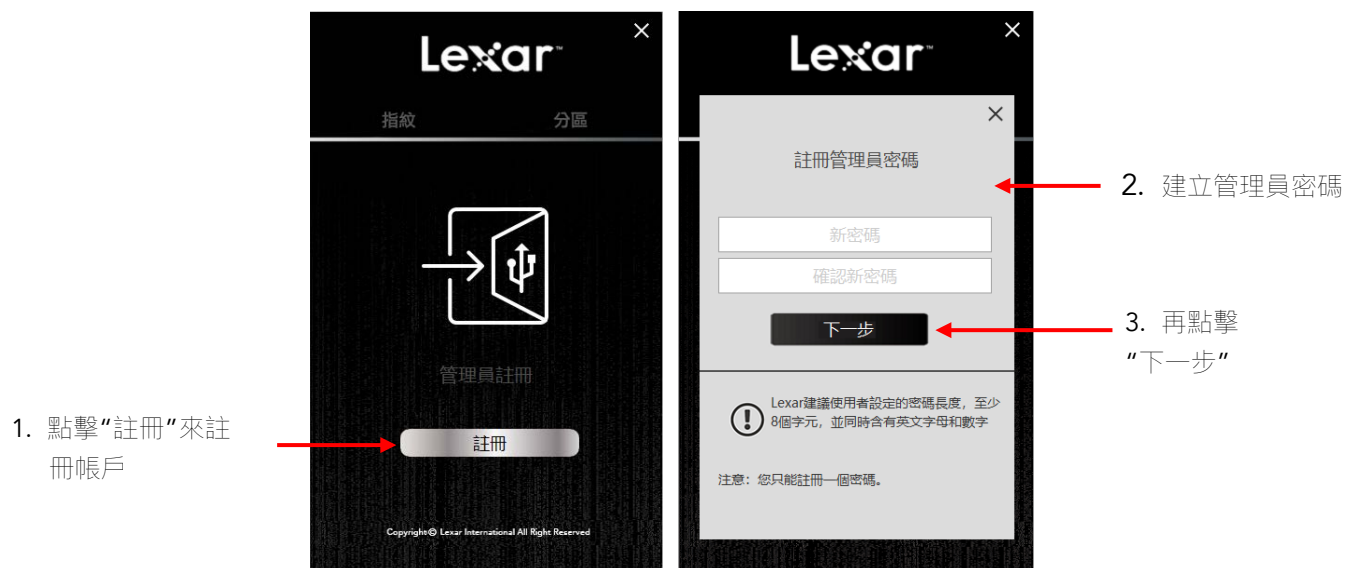 1. 點擊“註冊”來註
冊帳戶
Lexar™
指紋 分區
管理員註冊
註冊
Copyright© Lexar International All Right Reserved
Lexar™
註冊管理員密碼
新密碼
確認新密碼
下一步
Lexar建議使用者設定的密碼長度，至少
8個字元，並同時含有英文字母和數字
注意：您只能註冊一個密碼。
2. 建立管理員密碼
3. 再點擊
“下一步”